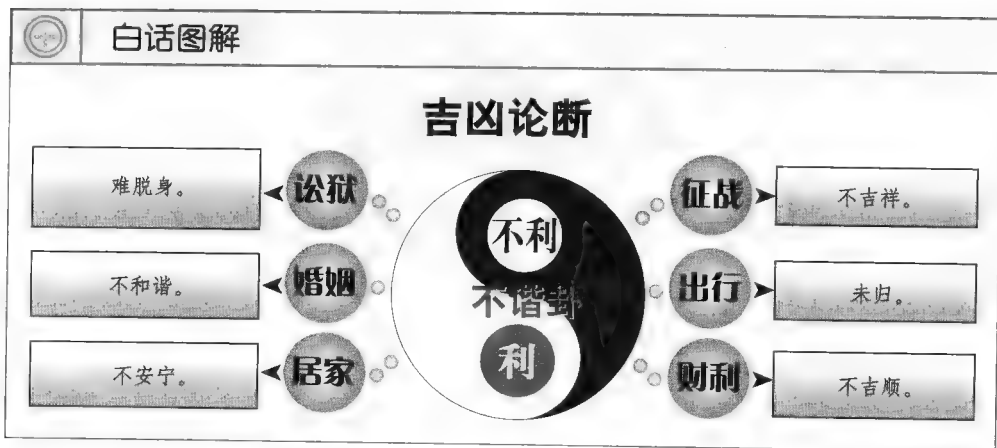 白话图解
吉凶论断
难脱身。
讼狱
征战
不吉祥。
不利
不和谐。
婚姻
不谐卦
出行
未归。
不安宁。
居家
利
财利
不吉顺。